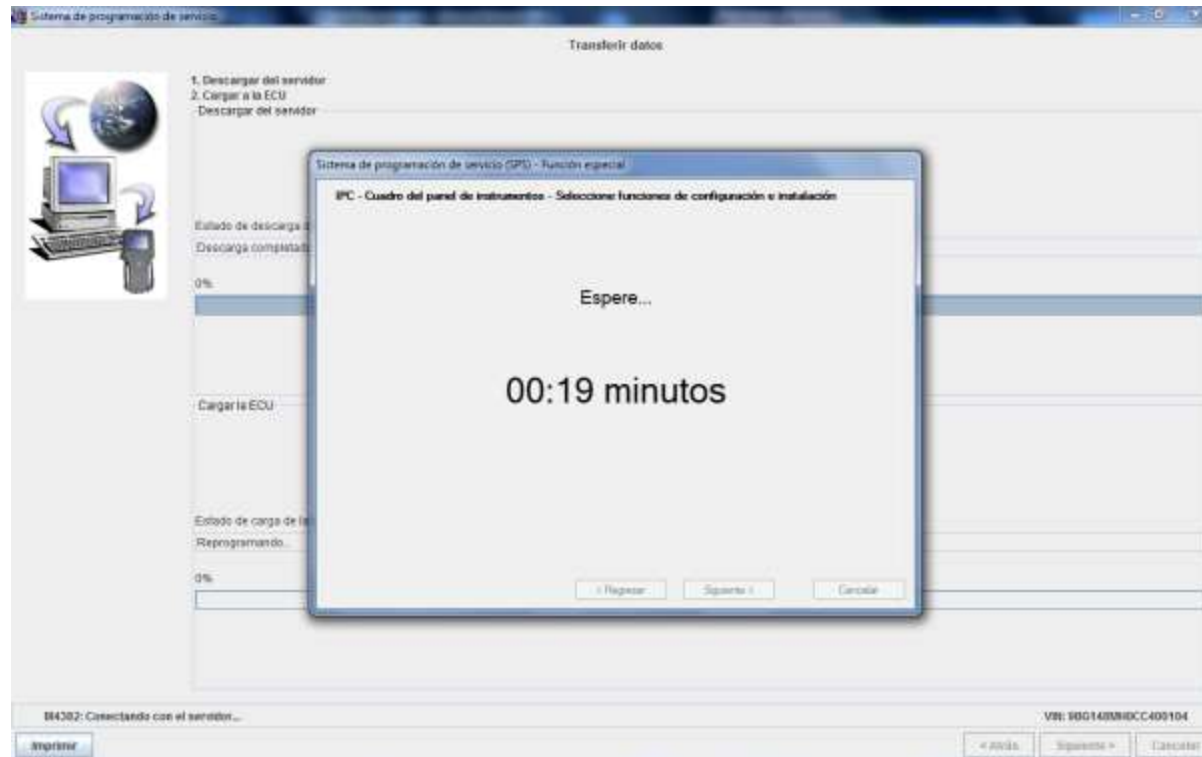 Sistema de programación de servicio
Transferir datos
1. Descargar del servidor
2. Cargar a la ECU
Descargar del servidor
Sistema de programación de servicio (SPS) - Función especial
IPC - Cuadro del panel de instrumentos - Seleccione funciones de configuración e instalación
Estado de descarga
Descarga completada
0%
Espere...
00:19 minutos
Cargar la ECU
Estado de carga de la
Reprogramando..
0%
< Regresar
Siguiente >
Cancelar
Conectando con el servidor...
VIN:
Imprimir
< Atrás
Siguiente >
Cancelar